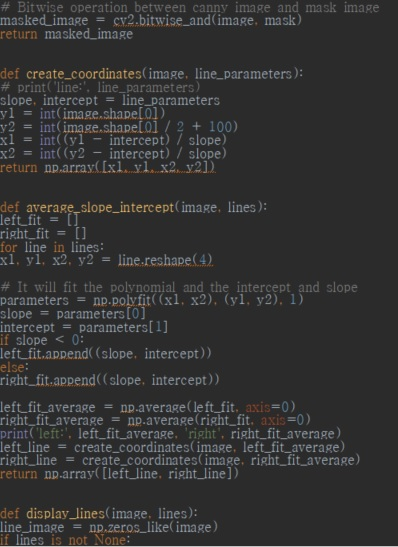 # Bitwise operation between canny image and mask image
masked_image = cv2.bitwise_and(image, mask)
return masked_image
def create_coordinates(image, line_parameters):
# print('line:', line_parameters)
slope, intercept = line_parameters
y1 = int(image.shape[0])
y2 = int(image.shape[0] / 2 + 100)
x1 = int((y1 - intercept) / slope)
x2 = int((y2 - intercept) / slope)
return np.array([x1, y1, x2, y2])
def average_slope_intercept(image, lines):
left_fit = []
right_fit = []
for line in lines:
x1, y1, x2, y2 = line.reshape(4)
# It will fit the polynomial and the intercept and slope
parameters = np.polyfit((x1, x2), (y1, y2), 1)
slope = parameters[0]
intercept = parameters[1]
if slope < 0:
left_fit.append((slope, intercept))
else:
right_fit.append((slope, intercept))
left_fit_average = np.average(left_fit, axis=0)
right_fit_average = np.average(right_fit, axis=0)
print('left:', left_fit_average, 'right', right_fit_average)
left_line = create_coordinates(image, left_fit_average)
right_line = create_coordinates(image, right_fit_average)
return np.array([left_line, right_line])
def display_lines(image, lines):
line_image = np.zeros_like(image)
if lines is not None: